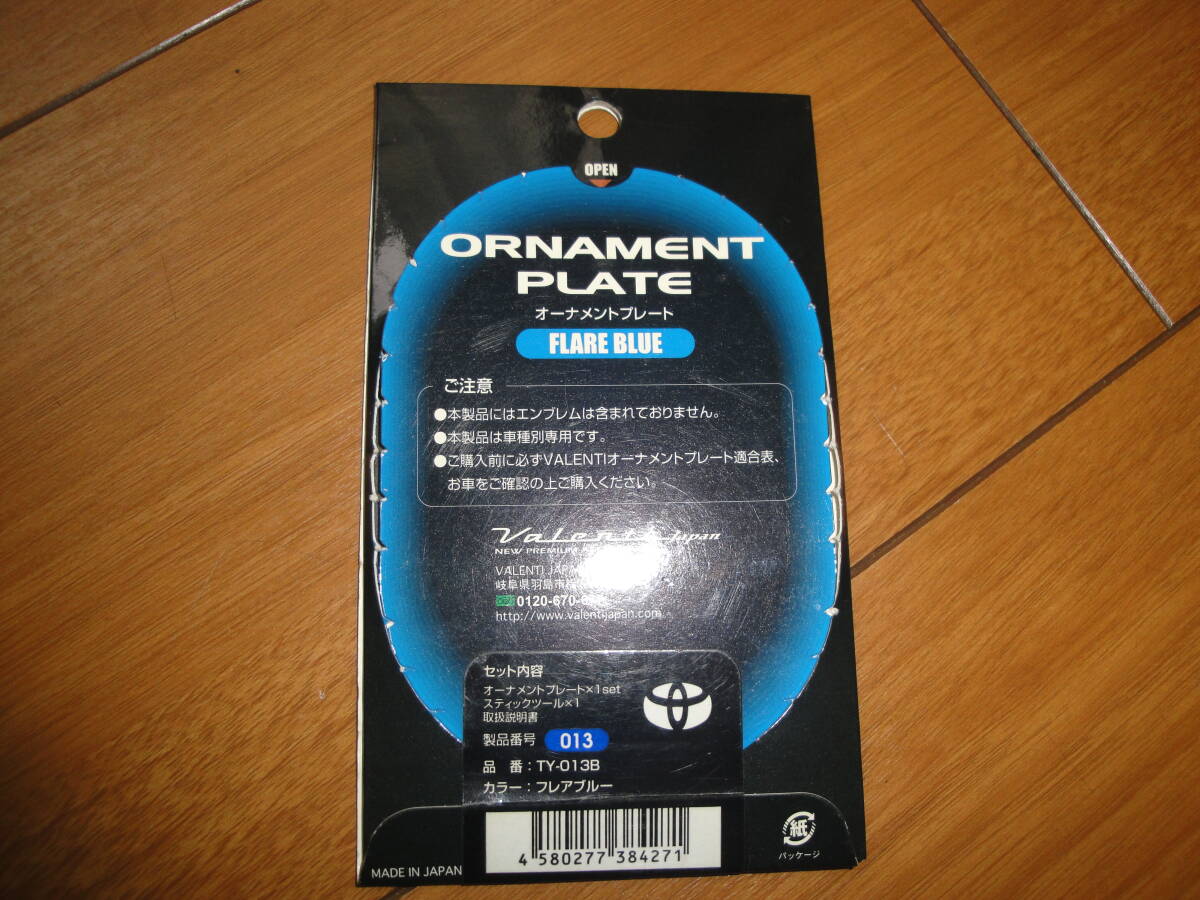 OPEN
ORNAMENT
PLATE
オーナメントプレート
FLARE BLUE
ご注意
●本製品にはエンブレムは含まれておりません。
●本製品は車種別専用です。
●ご購入前に必ずVALENTIオーナメントプレート適合表、
お車をご確認の上ご購入ください。
Valenti Japan
NEW PREMIUM
VALENTI JAPAN
岐阜県羽島市
0120-670-
http://www.valentijapan.com
セット内容
オーナメントプレート×1set
スティックツール×1
取扱説明書
製品番号 013
品 番：TY-013B
カラー：フレアブルー
4 580277 384271
MADE IN JAPAN
紙
パッケージ